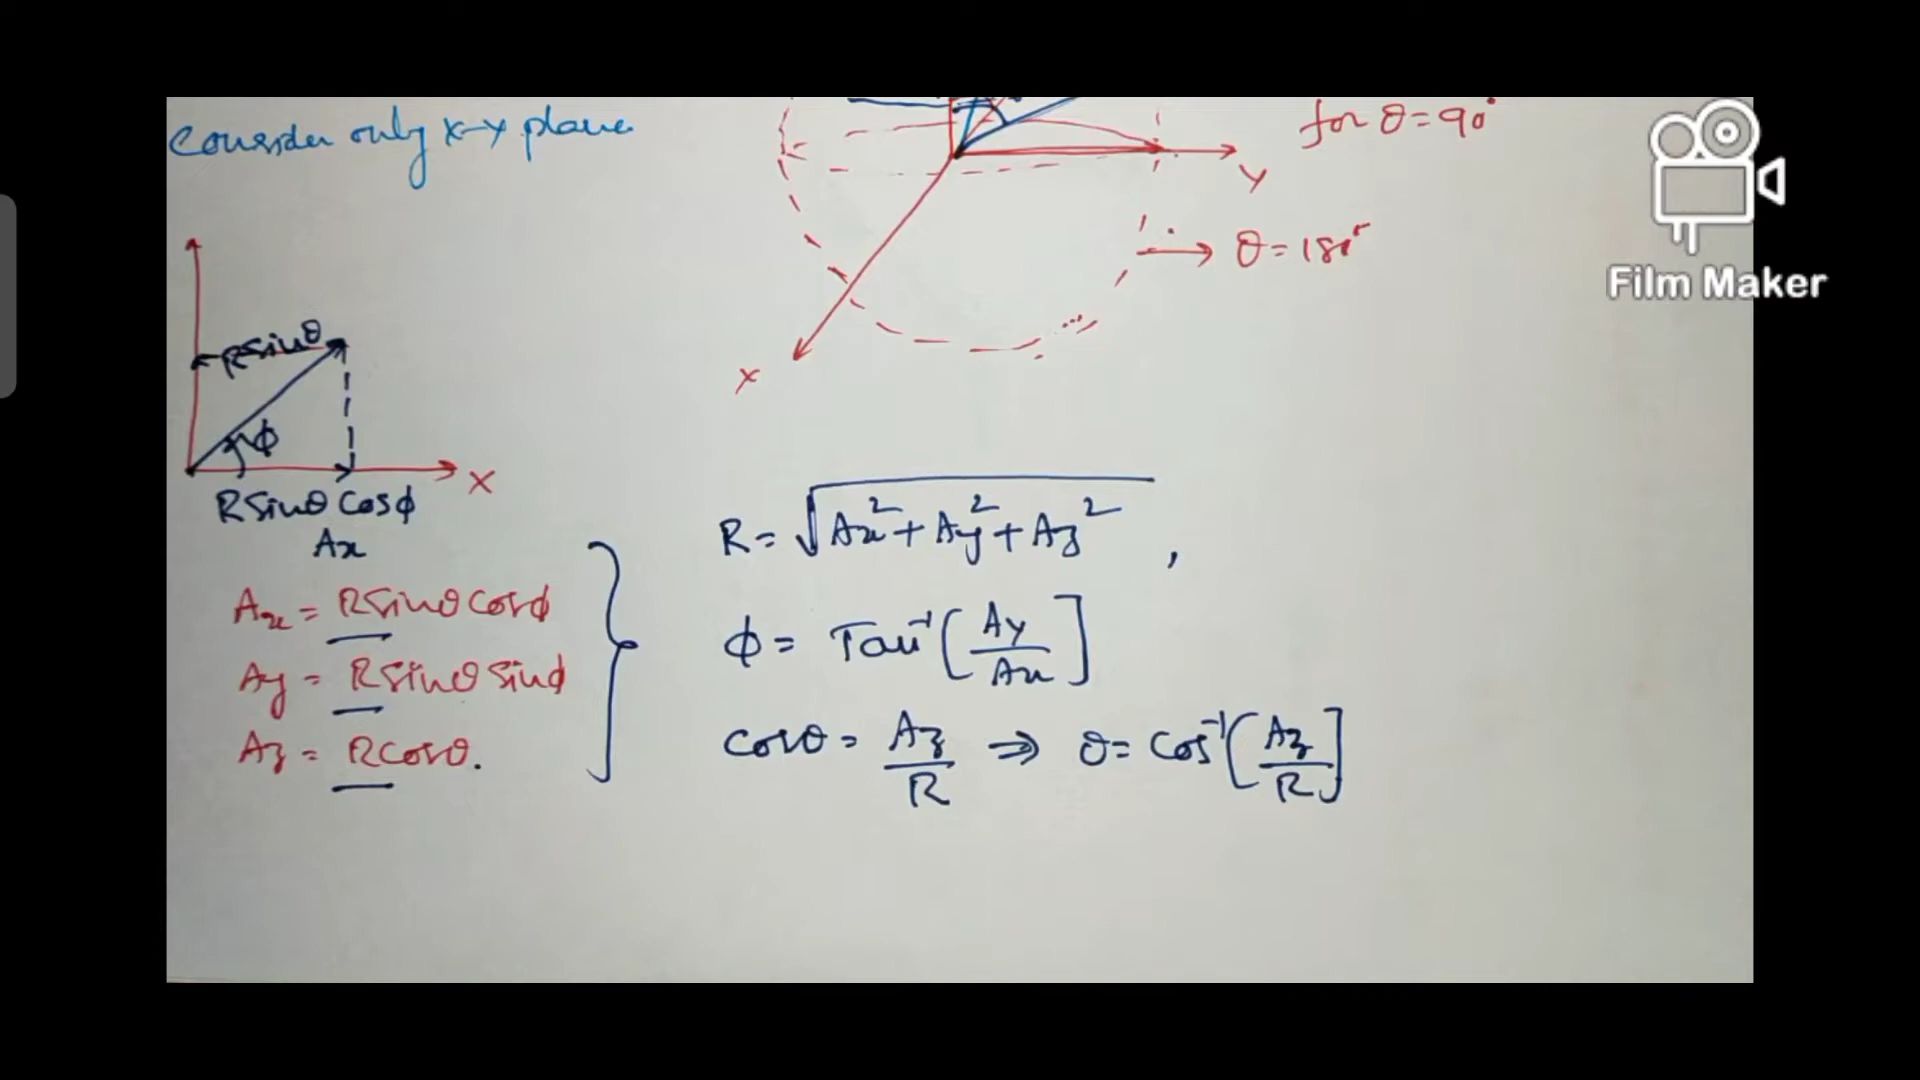 Consider only x-y plane
for θ = 90°
Y
θ = 180°
X
R sinθ
ϕ
X
R sinθ Cosϕ
Ax
Ax = R sinθ cosϕ
Ay = R sinθ sinϕ
Az = R cosθ.
R = √Ax² + Ay² + Az² ,
ϕ = Tan⁻¹ ( Ay / Ax ]
cosθ = Az / R ⇒ θ = Cos⁻¹ ( Az / R ]
Film Maker